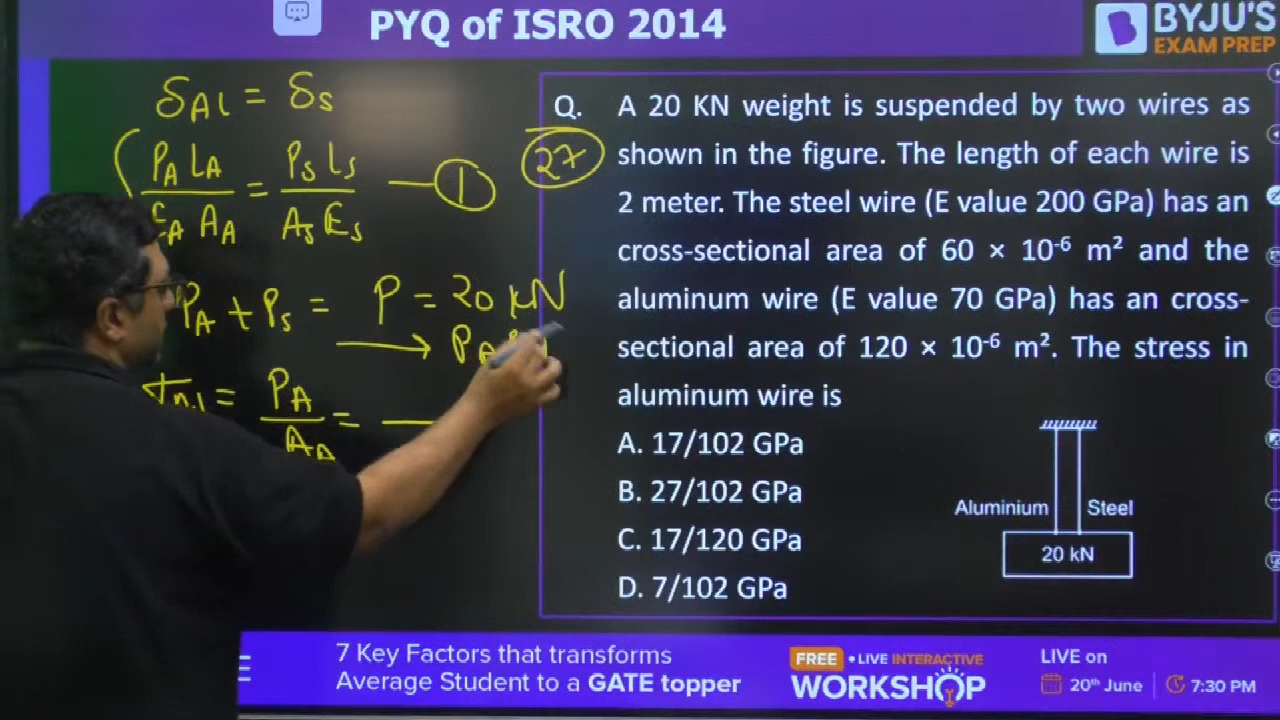 PYQ of ISRO 2014
BYJU'S
EXAM PREP
δAl = δs
PA LA / EA AA = Ps Ls / As Es — 1
PA + Ps = P = 20 kN
→ PA
= PA / AA =
27
Q. A 20 KN weight is suspended by two wires as
shown in the figure. The length of each wire is
2 meter. The steel wire (E value 200 GPa) has an
cross-sectional area of 60 × 10-6 m² and the
aluminum wire (E value 70 GPa) has an cross-
sectional area of 120 × 10-6 m². The stress in
aluminum wire is
A. 17/102 GPa
B. 27/102 GPa
C. 17/120 GPa
D. 7/102 GPa
Aluminium Steel
20 kN
7 Key Factors that transforms
Average Student to a GATE topper
FREE • LIVE INTERACTIVE
WORKSHOP
LIVE on
20th June | 7:30 PM